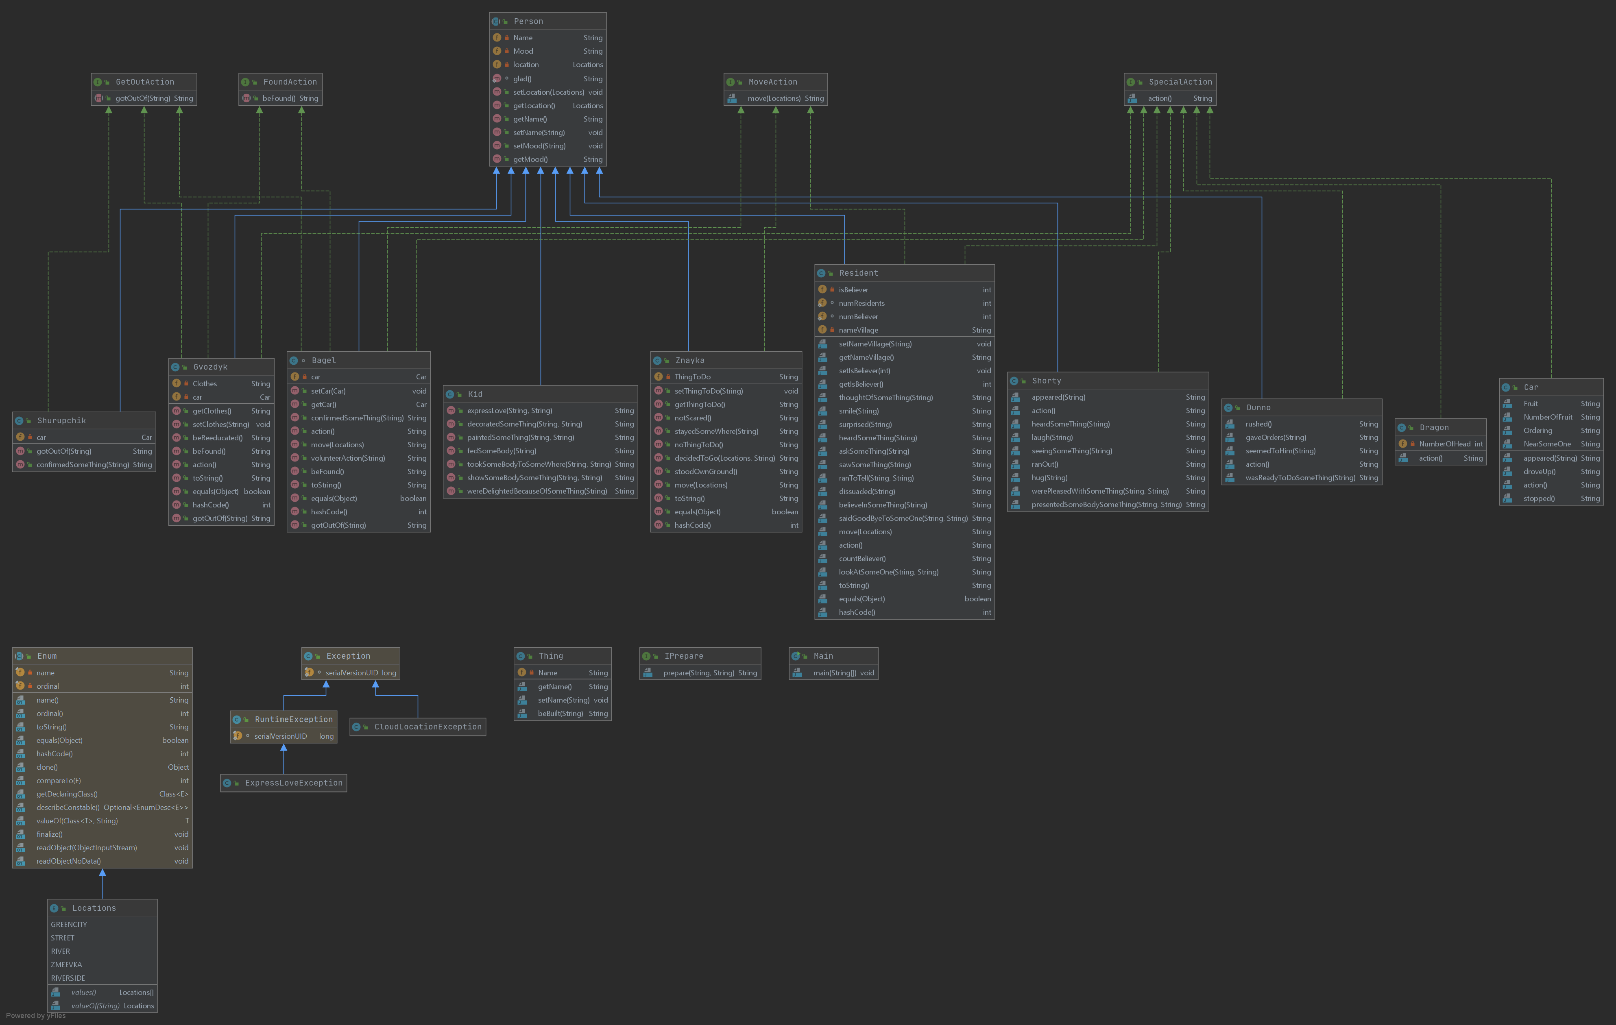 Person
Name String
Mood String
location Locations
glad() String
setLocation(Locations) void
getLocation() Locations
getName() String
setName(String) void
setMood(String) void
getMood() String
GetOutAction
gotOutOf(String) String
FoundAction
beFound() String
MoveAction
move(Locations) String
SpecialAction
action() String
Shurupchik
car Car
gotOutOf(String) String
confirmedSomeThing(String) String
Gvozdyk
Clothes String
car Car
getClothes() String
setClothes(String) void
beReeducated() String
beFound() String
action() String
toString() String
equals(Object) boolean
hashCode() int
gotOutOf(String) String
Bagel
car Car
setCar(Car) void
getCar() Car
confirmedSomeThing(String) String
action() String
move(Locations) String
volunteerAction(String) String
beFound() String
toString() String
equals(Object) boolean
hashCode() int
gotOutOf(String) String
Kid
expressLove(String, String) String
decoratedSomeThing(String, String) String
paintedSomeThing(String, String) String
ledSomeBody(String) String
tookSomeBodyToSomeWhere(String, String) String
showSomeBodySomeThing(String, String) String
wereDelightedBecauseOfSomeThing(String) String
Znayka
ThingToDo String
setThingToDo(String) void
getThingToDo() String
notScared() String
stayedSomeWhere(String) String
noThingToDo() String
decidedToGo(Locations, String) String
stoodOwnGround() String
move(Locations) String
toString() String
equals(Object) boolean
hashCode() int
Resident
isBeliever int
numResidents int
numBeliever int
nameVillage String
setNameVillage(String) void
getNameVillage() String
setIsBeliever(int) void
getIsBeliever() int
thoughtOfSomeThing(String) String
smile(String) String
surprised(String) String
heardSomeThing(String) String
askSomeThing(String) String
sawSomeThing(String) String
ranToTell(String, String) String
dissuaded(String) String
believeInSomeThing(String) String
saidGoodByeToSomeOne(String, String) String
move(Locations) String
action() String
countBeliever() String
lookAtSomeOne(String, String) String
toString() String
equals(Object) boolean
hashCode() int
Shorty
appeared(String) String
action() String
heardSomeThing(String) String
laugh(String) String
seeingSomeThing(String) String
ranOut() String
hug(String) String
werePleasedWithSomeThing(String, String) String
presentedSomeBodySomeThing(String, String) String
Dunno
rushed() String
gaveOrders(String) String
seemedToHim(String) String
action() String
wasReadyToDoSomeThing(String) String
Dragon
NumberOfHead int
action() String
Car
Fruit String
NumberOfFruit String
Ordering String
NearSomeOne String
appeared(String) String
droveUp() String
action() String
stopped() String
Enum
name String
ordinal int
name() String
ordinal() int
toString() String
equals(Object) boolean
hashCode() int
clone() Object
compareTo(E) int
getDeclaringClass() Class<E>
describeConstable() Optional<EnumDesc<E>>
valueOf(Class<T>, String) T
finalize() void
readObject(ObjectInputStream) void
readObjectNoData() void
Locations
GREENCITY
STREET
RIVER
ZMEEVKA
RIVERSIDE
values() Locations[]
valueOf(String) Locations
Exception
serialVersionUID long
RuntimeException
serialVersionUID long
CloudLocationException
ExpressLoveException
Thing
Name String
getName() String
setName(String) void
beBuilt(String) String
IPrepare
prepare(String, String) String
Main
main(String[]) void
Powered by yFiles